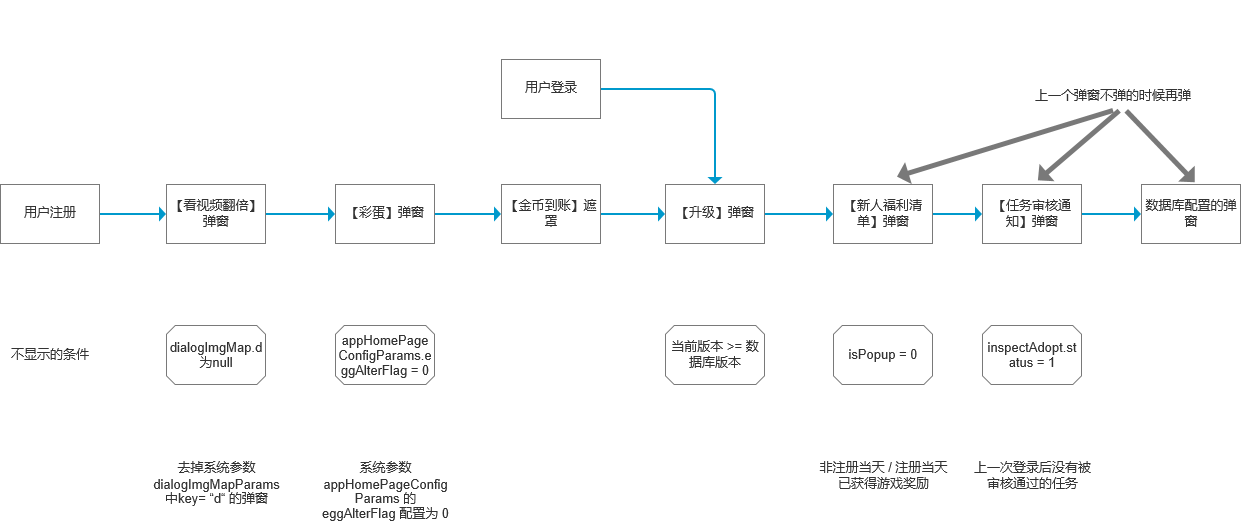 用户登录
上一个弹窗不弹的时候再弹
用户注册
【看视频翻倍】
弹窗
【彩蛋】弹窗
【金币到账】遮
罩
【升级】弹窗
【新人福利清
单】弹窗
【任务审核通
知】弹窗
数据库配置的弹
窗
不显示的条件
dialogImgMap.d
为null
appHomePage
ConfigParams.e
ggAlterFlag = 0
当前版本 >= 数
据库版本
isPopup = 0
inspectAdopt.st
atus = 1
去掉系统参数
dialogImgMapParams
中key= “d“ 的弹窗
系统参数
appHomePageConfig
Params 的
eggAlterFlag 配置为 0
非注册当天 / 注册当天
已获得游戏奖励
上一次登录后没有被
审核通过的任务